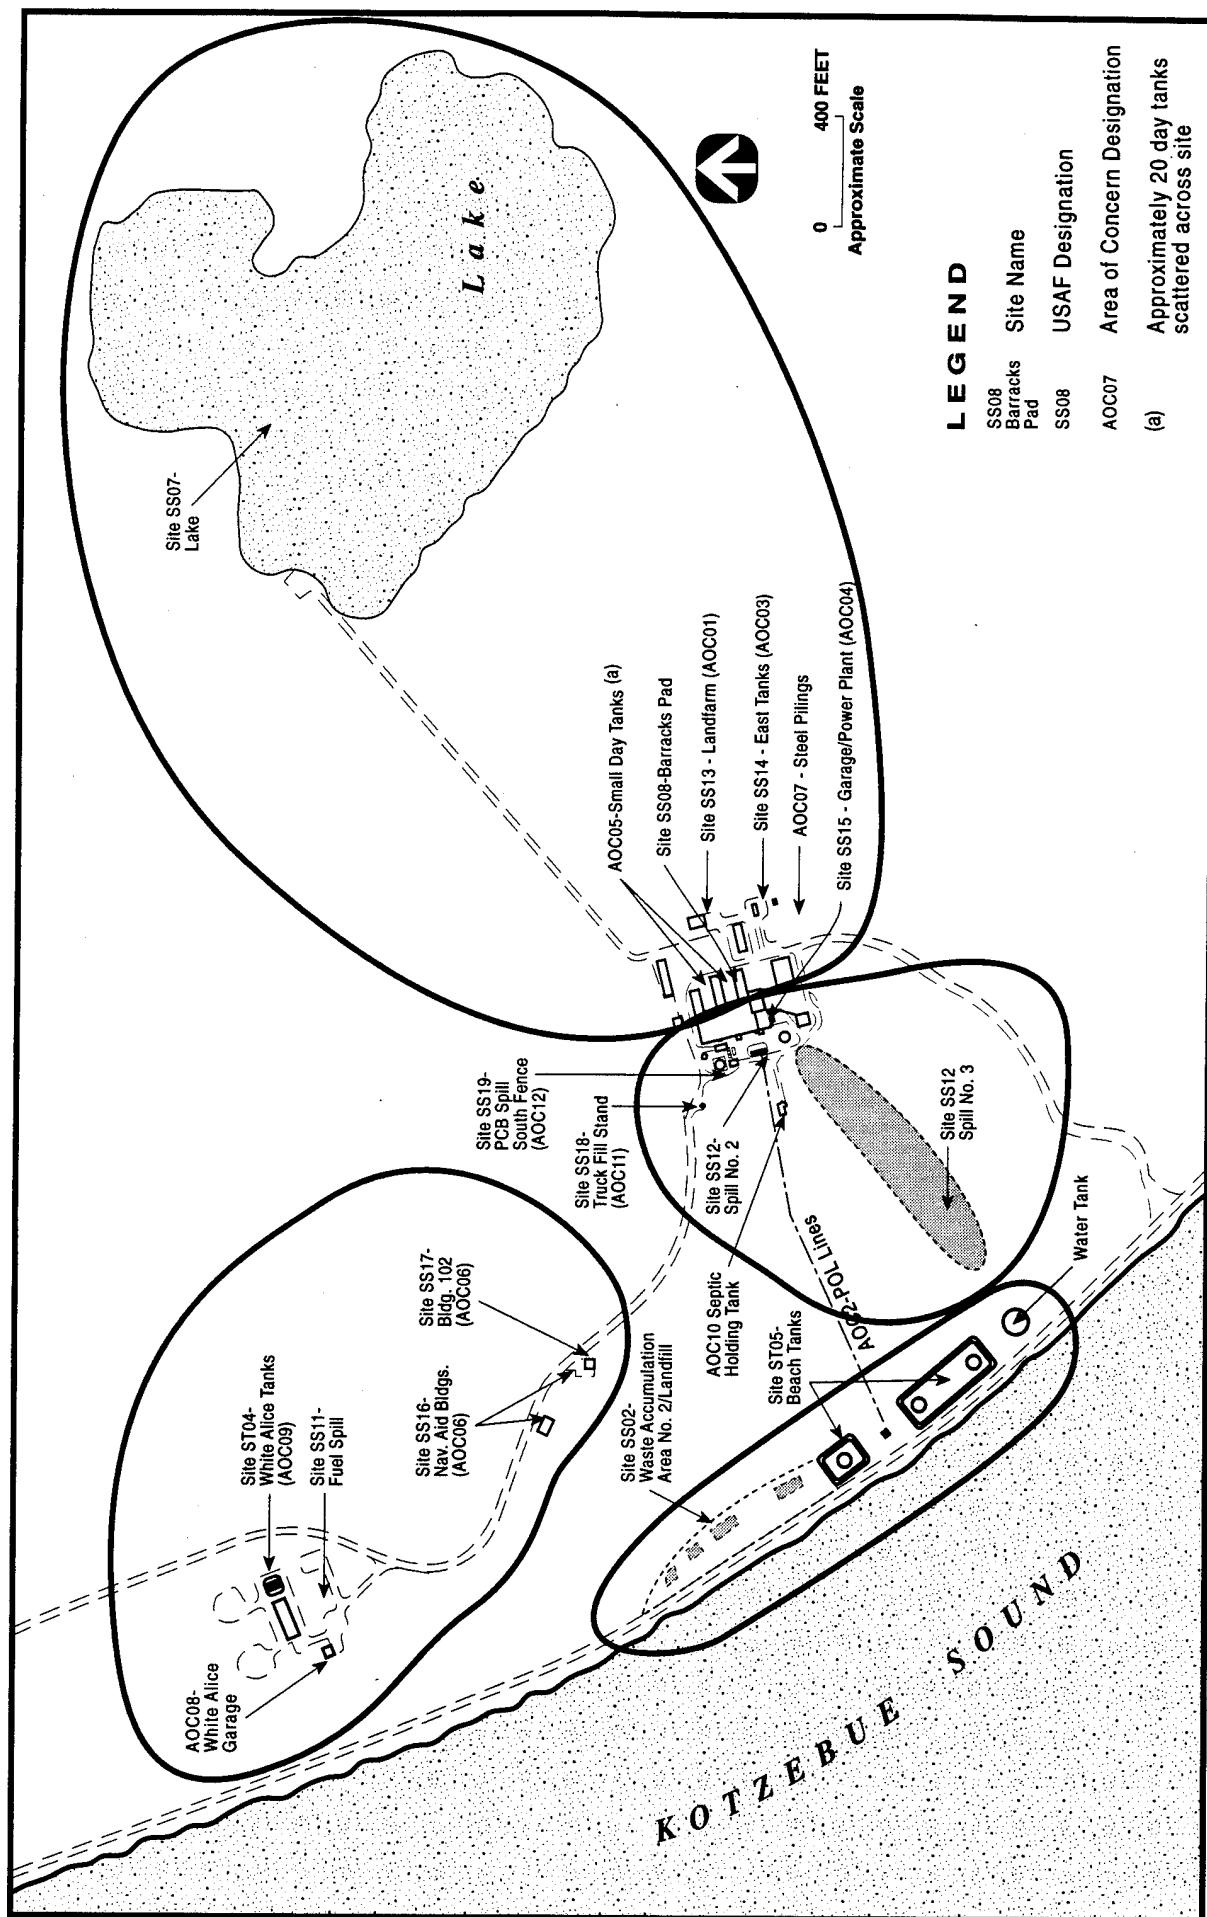 Site SS07-
Lake
Lake
0
400 FEET
Approximate Scale
AOC08-
White Alice
Garage
Site ST04-
White Alice Tanks
(AOC09)
Site SS11-
Fuel Spill
Site SS16-
Nav. Aid Bldgs.
(AOC06)
Site SS17-
Bldg. 102
(AOC06)
Site SS19-
PCB Spill
South Fence
(AOC12)
Site SS18-
Truck Fill Stand
(AOC11)
AOC05-Small Day Tanks (a)
Site SS08-Barracks Pad
Site SS13 - Landfarm (AOC01)
Site SS14 - East Tanks (AOC03)
AOC07 - Steel Pilings
Site SS15 - Garage/Power Plant (AOC04)
Site SS12-
Spill No. 2
AOC10 Septic
Holding Tank
AOC2-POL Lines
Site SS12
Spill No. 3
Site SS02-
Waste Accumulation
Area No. 2/Landfill
Site ST05-
Beach Tanks
Water Tank
KOTZEBUE SOUND
LEGEND
SS08
Barracks
Pad
Site Name
SS08
USAF Designation
AOC07
Area of Concern Designation
(a)
Approximately 20 day tanks
scattered across site